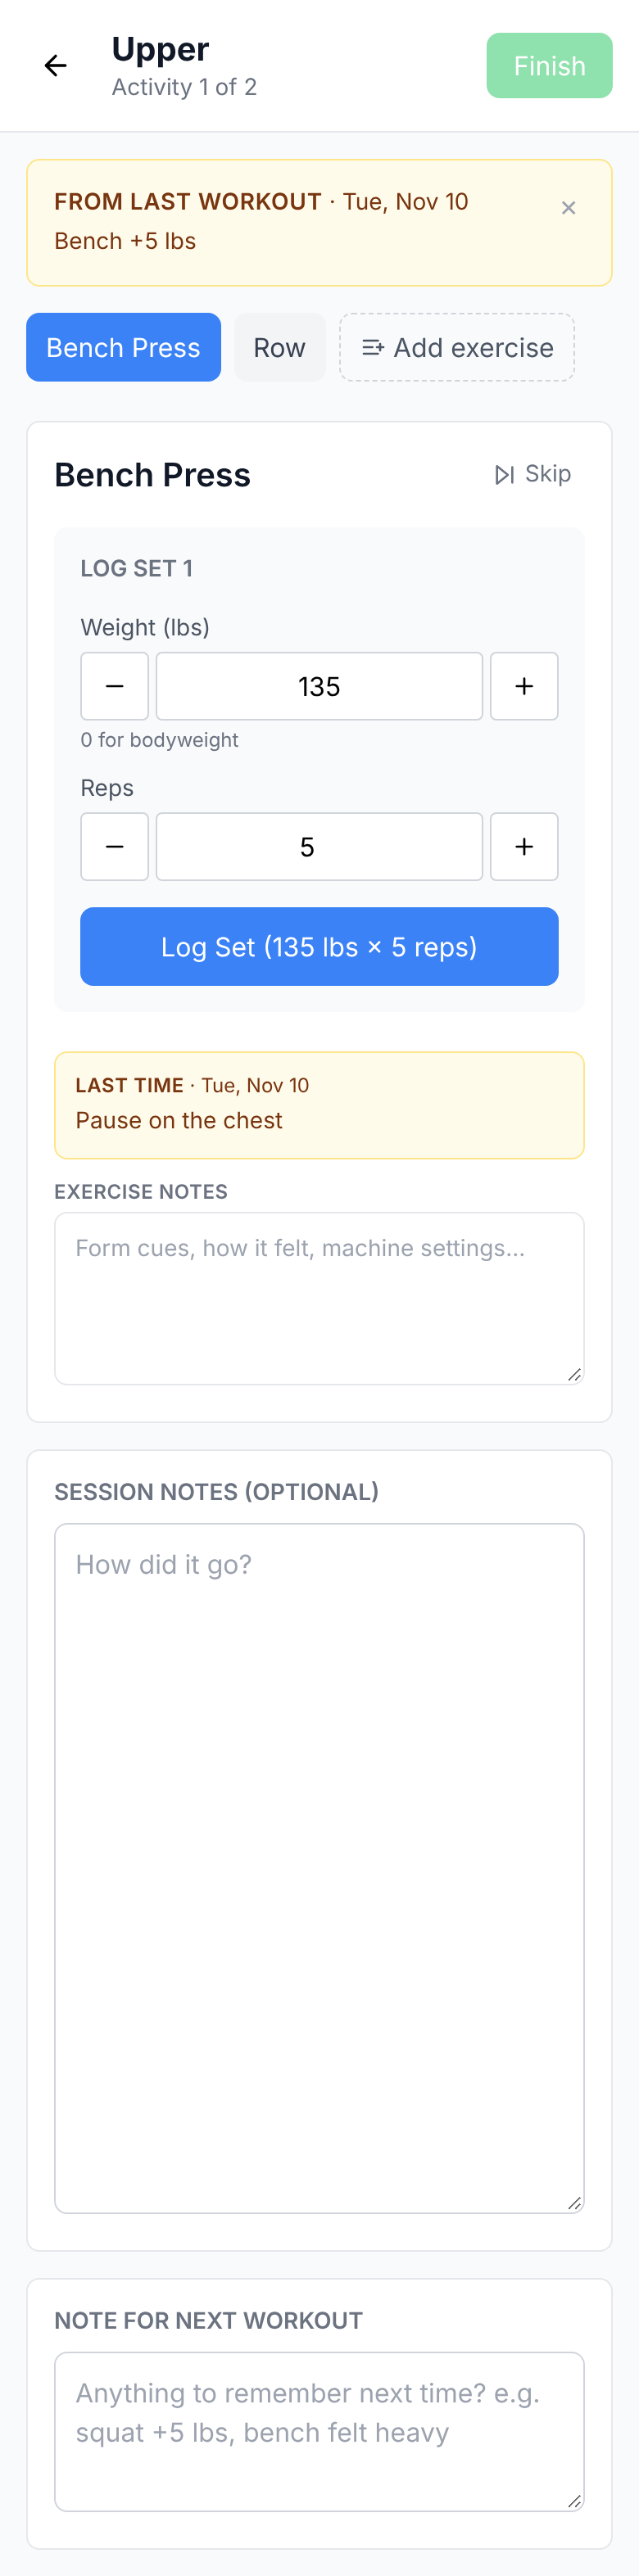 Upper
Activity 1 of 2
Finish
FROM LAST WORKOUT · Tue, Nov 10
×
Bench +5 lbs
Bench Press
Row
Add exercise
Bench Press
Skip
LOG SET 1
Weight (lbs)
− 135 +
0 for bodyweight
Reps
− 5 +
Log Set (135 lbs × 5 reps)
LAST TIME · Tue, Nov 10
Pause on the chest
EXERCISE NOTES
Form cues, how it felt, machine settings...
SESSION NOTES (OPTIONAL)
How did it go?
NOTE FOR NEXT WORKOUT
Anything to remember next time? e.g.
squat +5 lbs, bench felt heavy